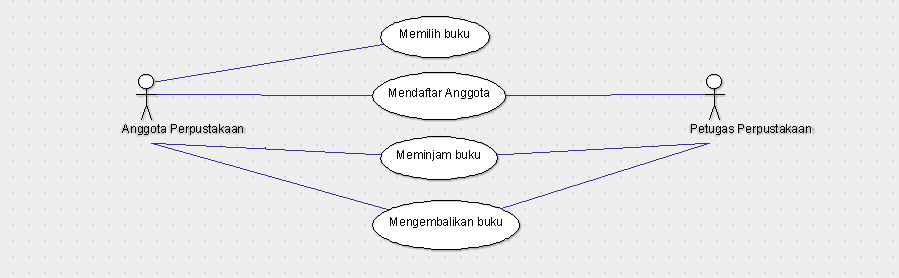 Memilih buku
Mendaftar Anggota
Anggota Perpustakaan
Petugas Perpustakaan
Meminjam buku
Mengembalikan buku